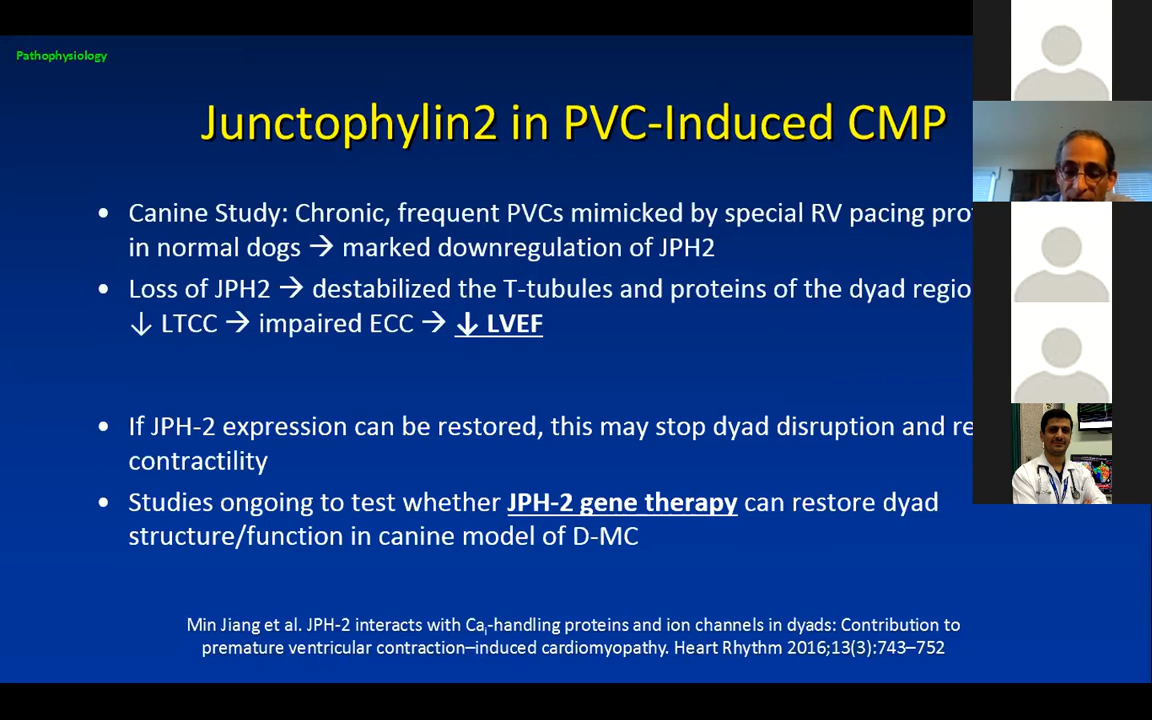 Pathophysiology
Junctophylin2 in PVC-Induced CMP
• Canine Study: Chronic, frequent PVCs mimicked by special RV pacing
in normal dogs → marked downregulation of JPH2
• Loss of JPH2 → destabilized the T-tubules and proteins of the dyad
↓ LTCC → impaired ECC → ↓ LVEF
• If JPH-2 expression can be restored, this may stop dyad disruption and
contractility
• Studies ongoing to test whether JPH-2 gene therapy can restore dyad
structure/function in canine model of D-MC
Min Jiang et al. JPH-2 interacts with Cai-handling proteins and ion channels in dyads: Contribution to
premature ventricular contraction–induced cardiomyopathy. Heart Rhythm 2016;13(3):743–752